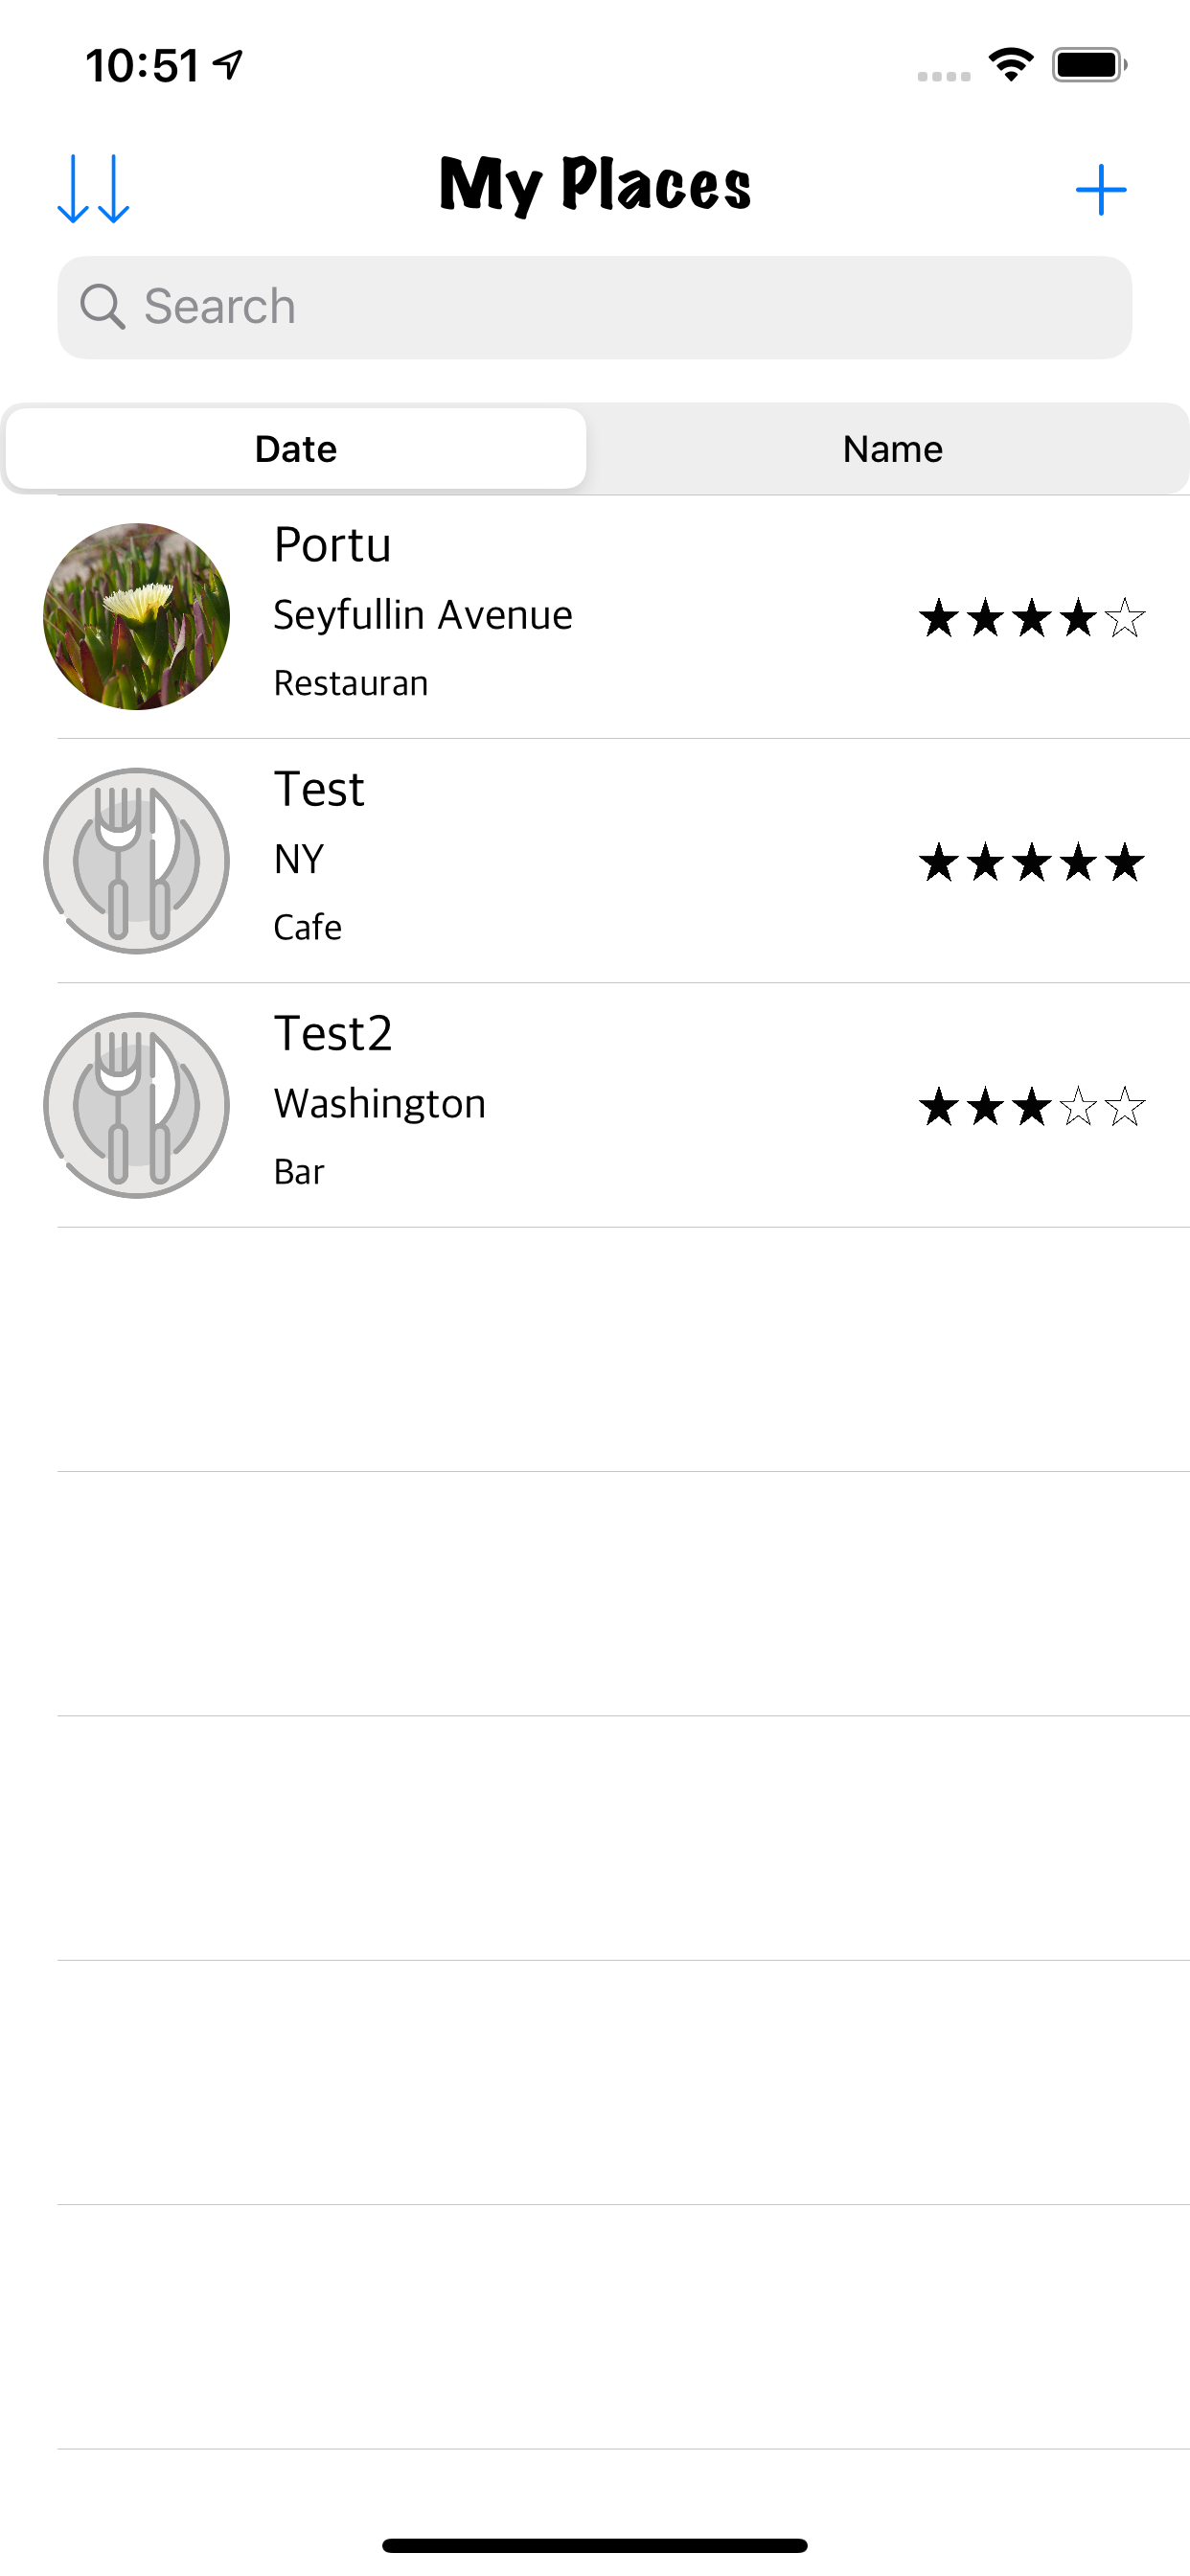 10:51
My Places
Search
Date Name
Portu
Seyfullin Avenue
Restauran
Test
NY
Cafe
Test2
Washington
Bar